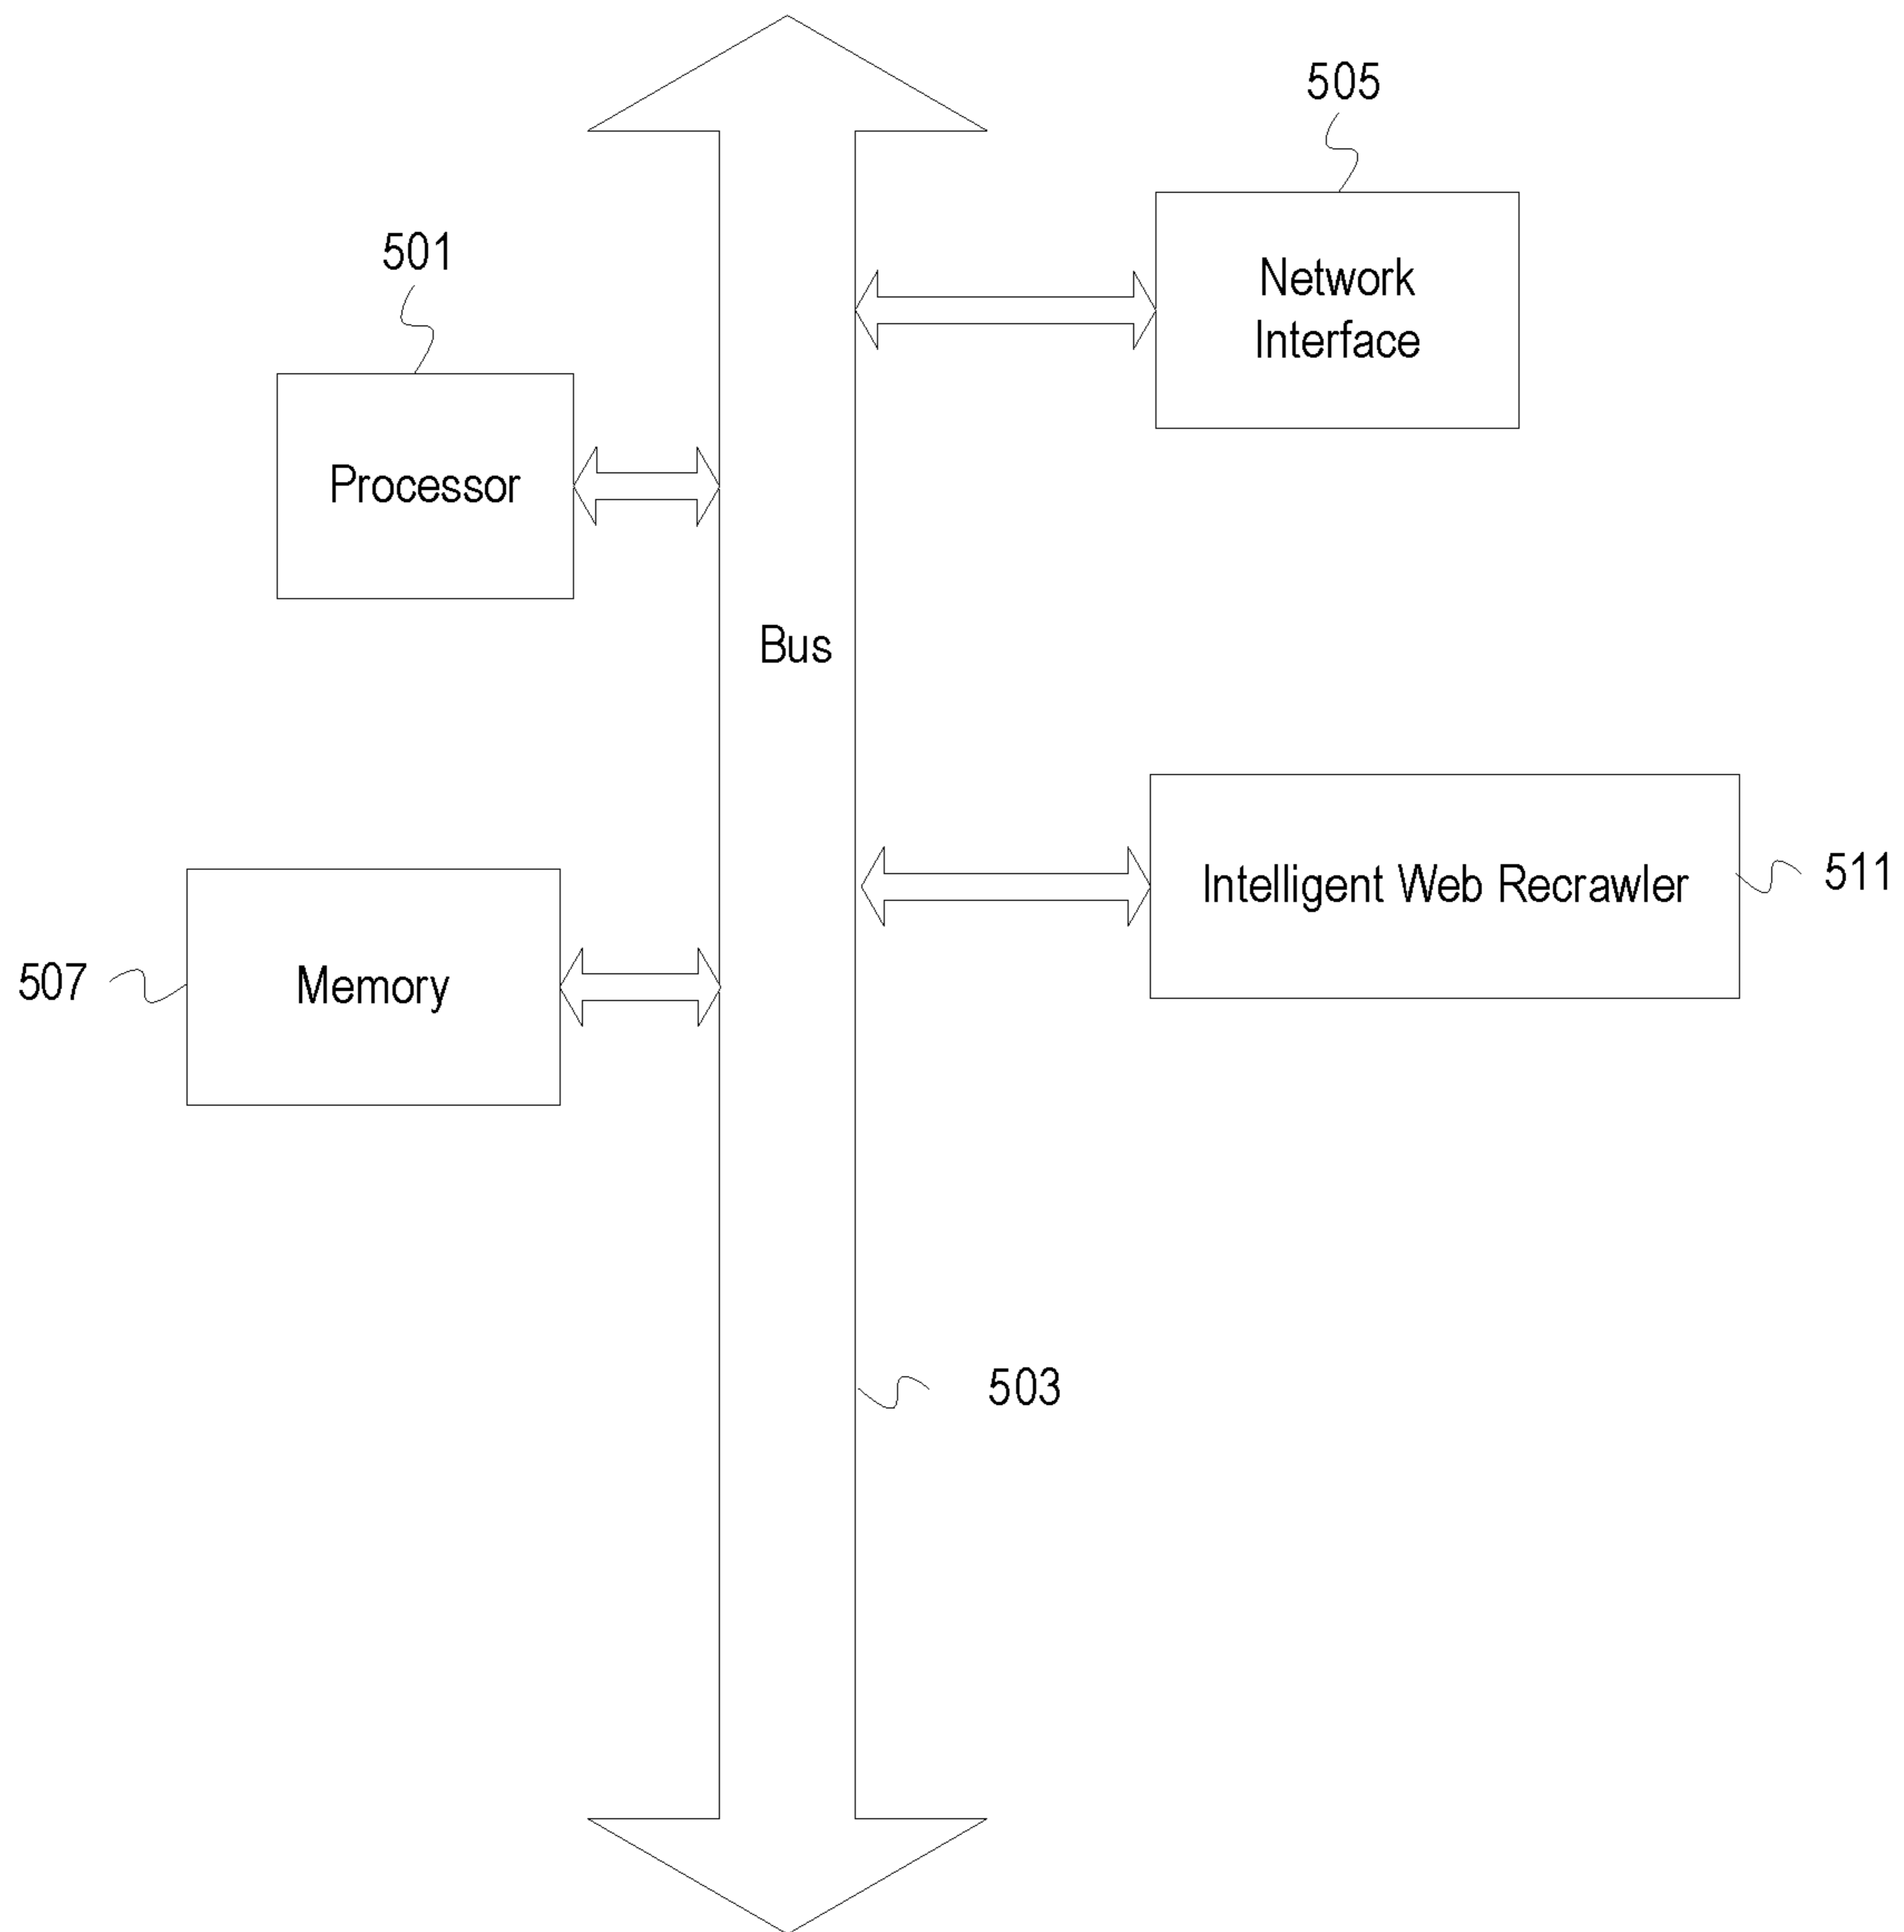 505
501
Network
Interface
Processor
Bus
Intelligent Web Recrawler
511
507
Memory
503